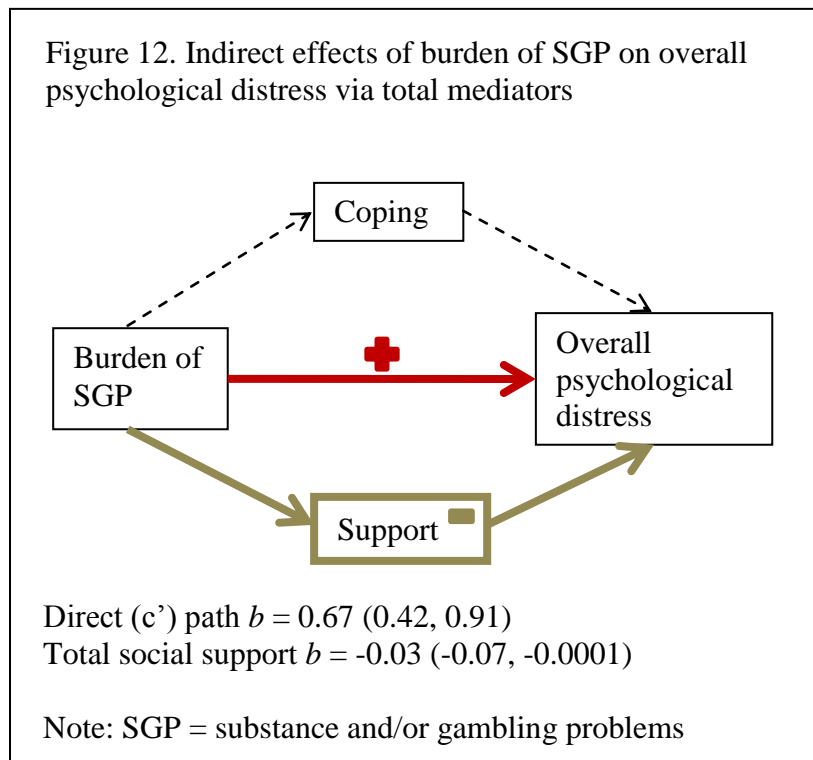 Figure 12. Indirect effects of burden of SGP on overall
psychological distress via total mediators
Coping
Burden of
SGP
Overall
psychological
distress
Support
Direct (c’) path b = 0.67 (0.42, 0.91)
Total social support b = -0.03 (-0.07, -0.0001)
Note: SGP = substance and/or gambling problems